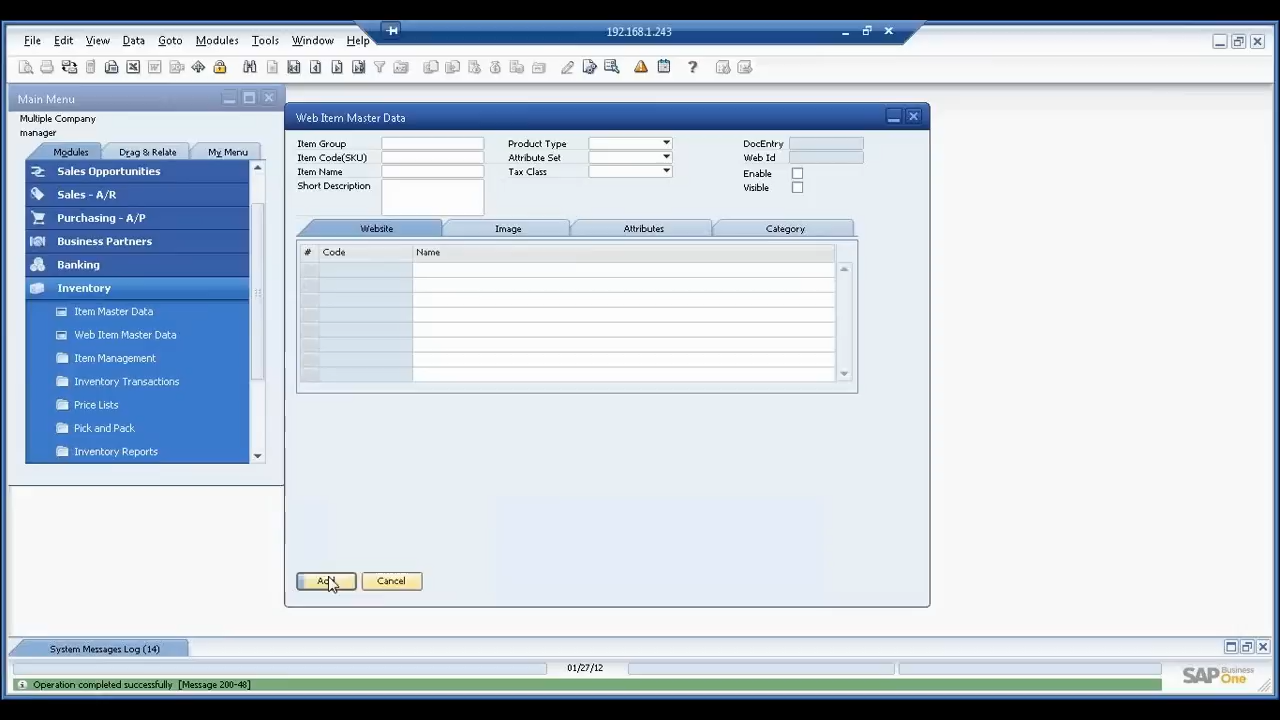 192.168.1.243
File Edit View Data Goto Modules Tools Window Help
Main Menu
Multiple Company
manager
Modules Drag & Relate My Menu
Sales Opportunities
Sales - A/R
Purchasing - A/P
Business Partners
Banking
Inventory
Item Master Data
Web Item Master Data
Item Management
Inventory Transactions
Price Lists
Pick and Pack
Inventory Reports
Web Item Master Data
Item Group Product Type DocEntry
Item Code(SKU) Attribute Set Web Id
Item Name Tax Class Enable
Short Description Visible
Website Image Attributes Category
# Code Name
Cancel
System Messages Log (14)
01/27/12
Operation completed successfully [Message 200-48]
SAP Business One